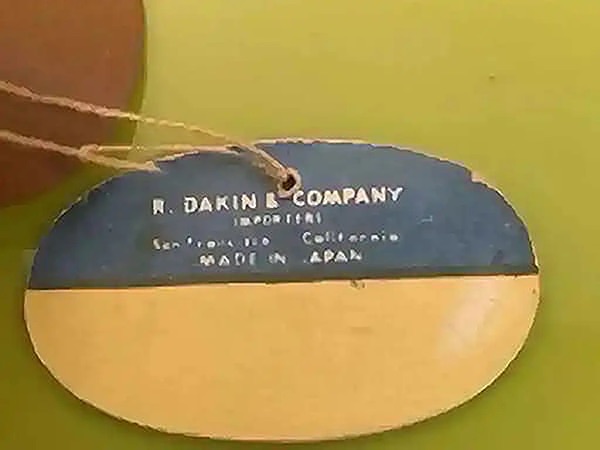 R. DAKIN & COMPANY
IMPORTERS
San Francisco California
MADE IN JAPAN